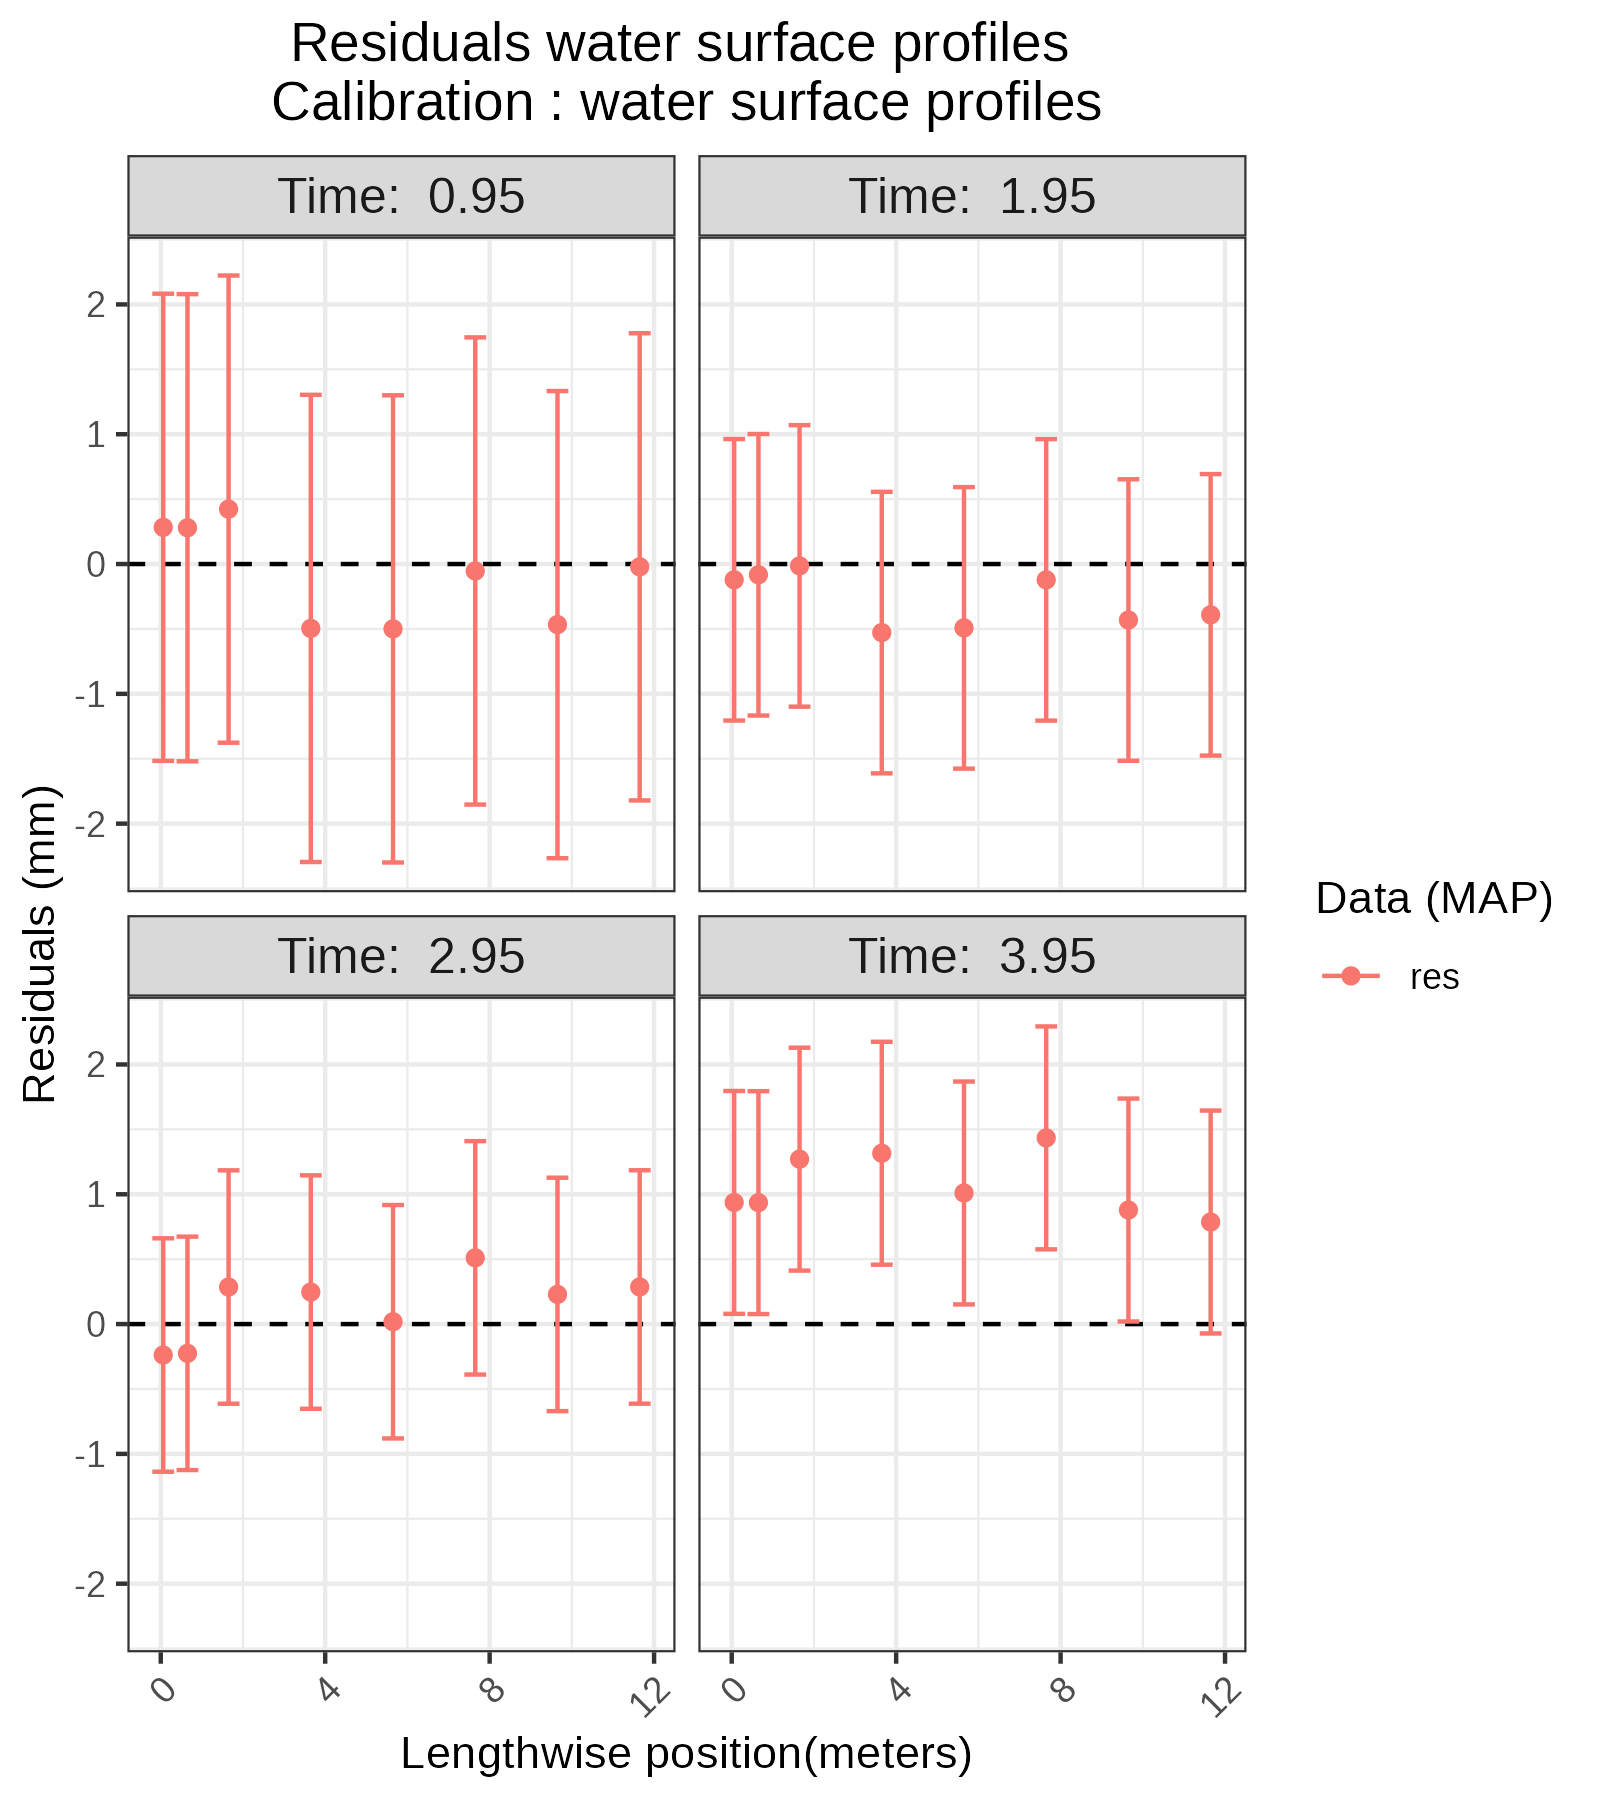 Residuals water surface profiles
Calibration : water surface profiles
Time:  0.95
Time:  1.95
2
1
0
-1
-2
Time:  2.95
Time:  3.95
2
1
0
-1
-2
0
4
8
12
0
4
8
12
Residuals (mm)
Lengthwise position(meters)
Data (MAP)
res